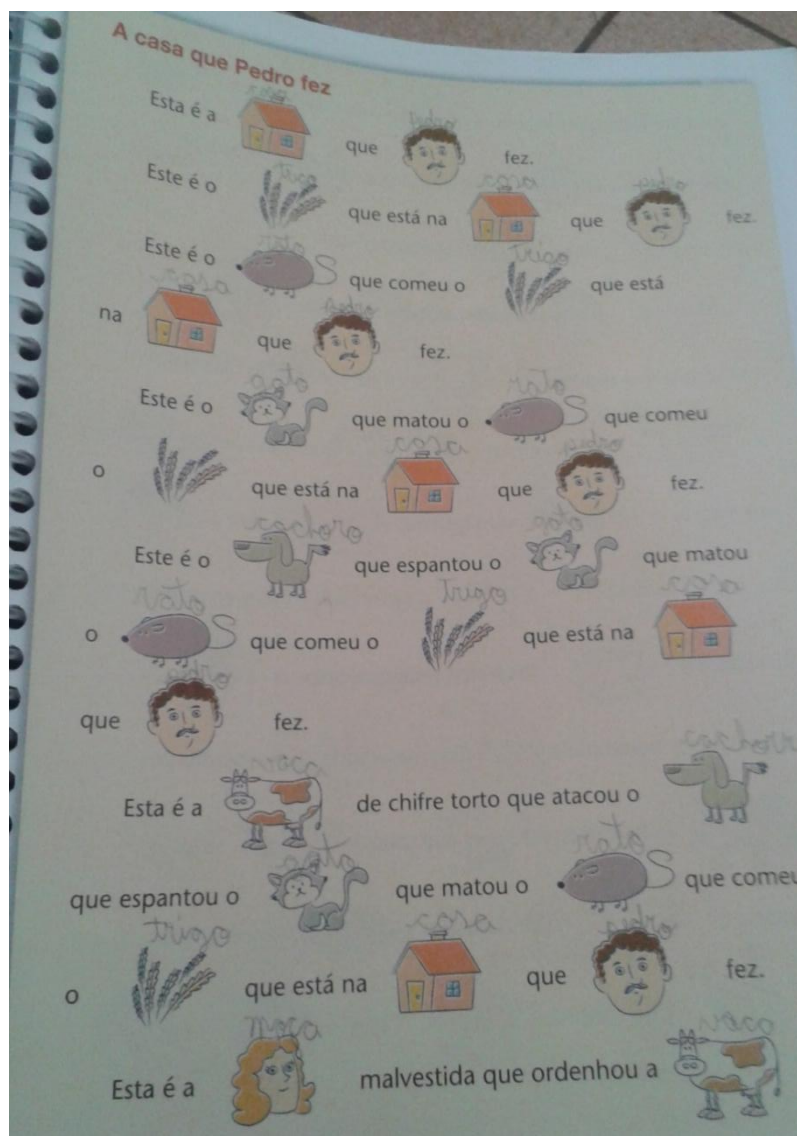 A casa que Pedro fez
casa pedro
Esta é a que fez.
trigo casa pedro
Este é o que está na que fez.
rato trigo
Este é o que comeu o que está
casa pedro
na que fez.
gato rato
Este é o que matou o que comeu
casa pedro
o que está na que fez.
cachoro gato
Este é o que espantou o que matou
rato trigo casa
o que comeu o que está na
pedro
que fez.
vaca cachorr
Esta é a de chifre torto que atacou o
gato rato
que espantou o que matou o que comeu
trigo casa pedro
o que está na que fez.
moça vaca
Esta é a malvestida que ordenhou a